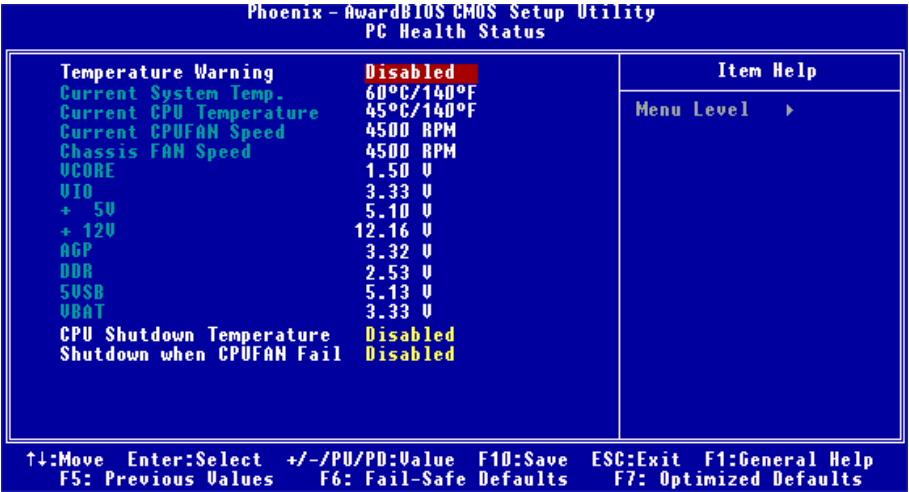 Phoenix – AwardBIOS CMOS Setup Utility
PC Health Status
Temperature Warning Disabled
Current System Temp. 60ºC/140ºF
Current CPU Temperature 45ºC/140ºF
Current CPUFAN Speed 4500 RPM
Chassis FAN Speed 4500 RPM
VCORE 1.50 V
VIO 3.33 V
+ 5V 5.10 V
+ 12V 12.16 V
AGP 3.32 V
DDR 2.53 V
5VSB 5.13 V
VBAT 3.33 V
CPU Shutdown Temperature Disabled
Shutdown when CPUFAN Fail Disabled
Item Help
Menu Level ▸
↑↓:Move Enter:Select +/-/PU/PD:Value F10:Save ESC:Exit F1:General Help
F5: Previous Values F6: Fail-Safe Defaults F7: Optimized Defaults